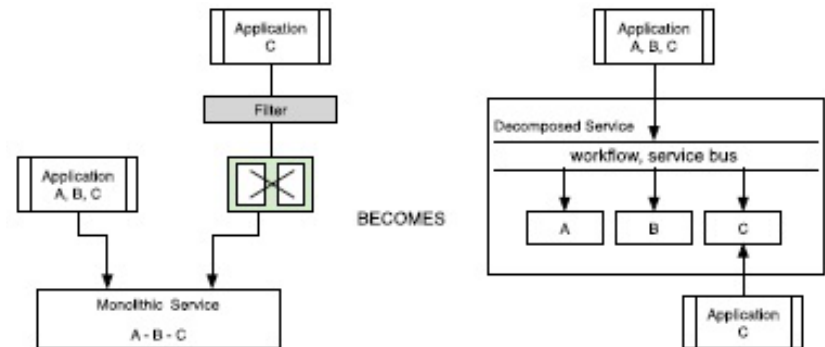 Application
C
Filter
Application
A, B, C
Monolithic Service
A - B - C
BECOMES
Application
A, B, C
Decomposed Service
workflow, service bus
A
B
C
Application
C